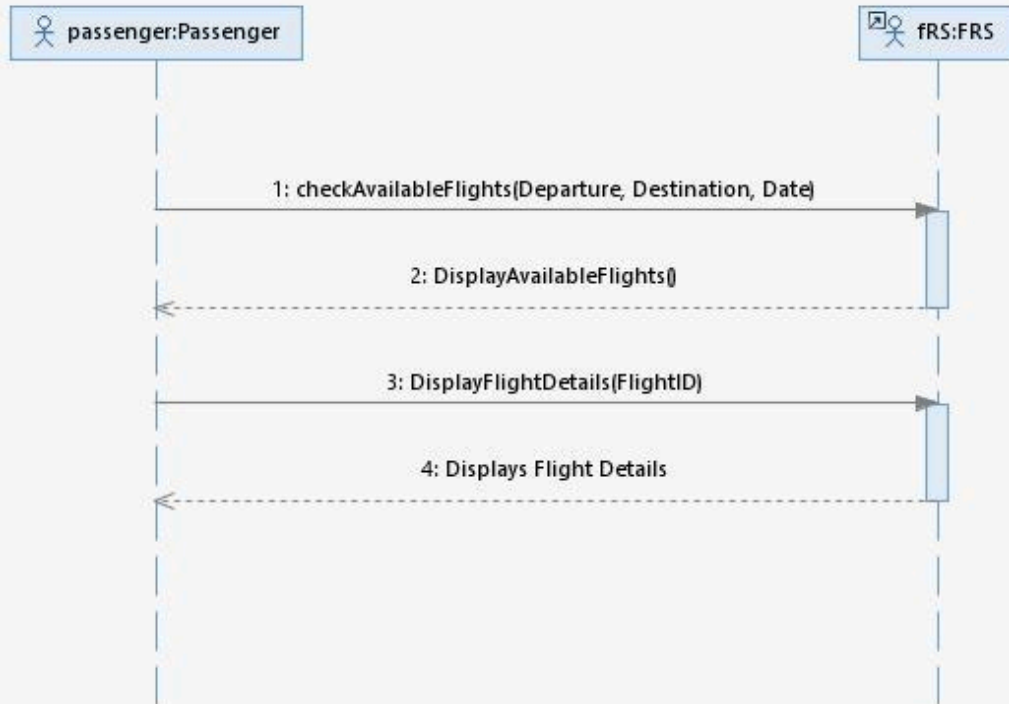 passenger:Passenger
fRS:FRS
1: checkAvailableFlights(Departure, Destination, Date)
2: DisplayAvailableFlights()
3: DisplayFlightDetails(FlightID)
4: Displays Flight Details